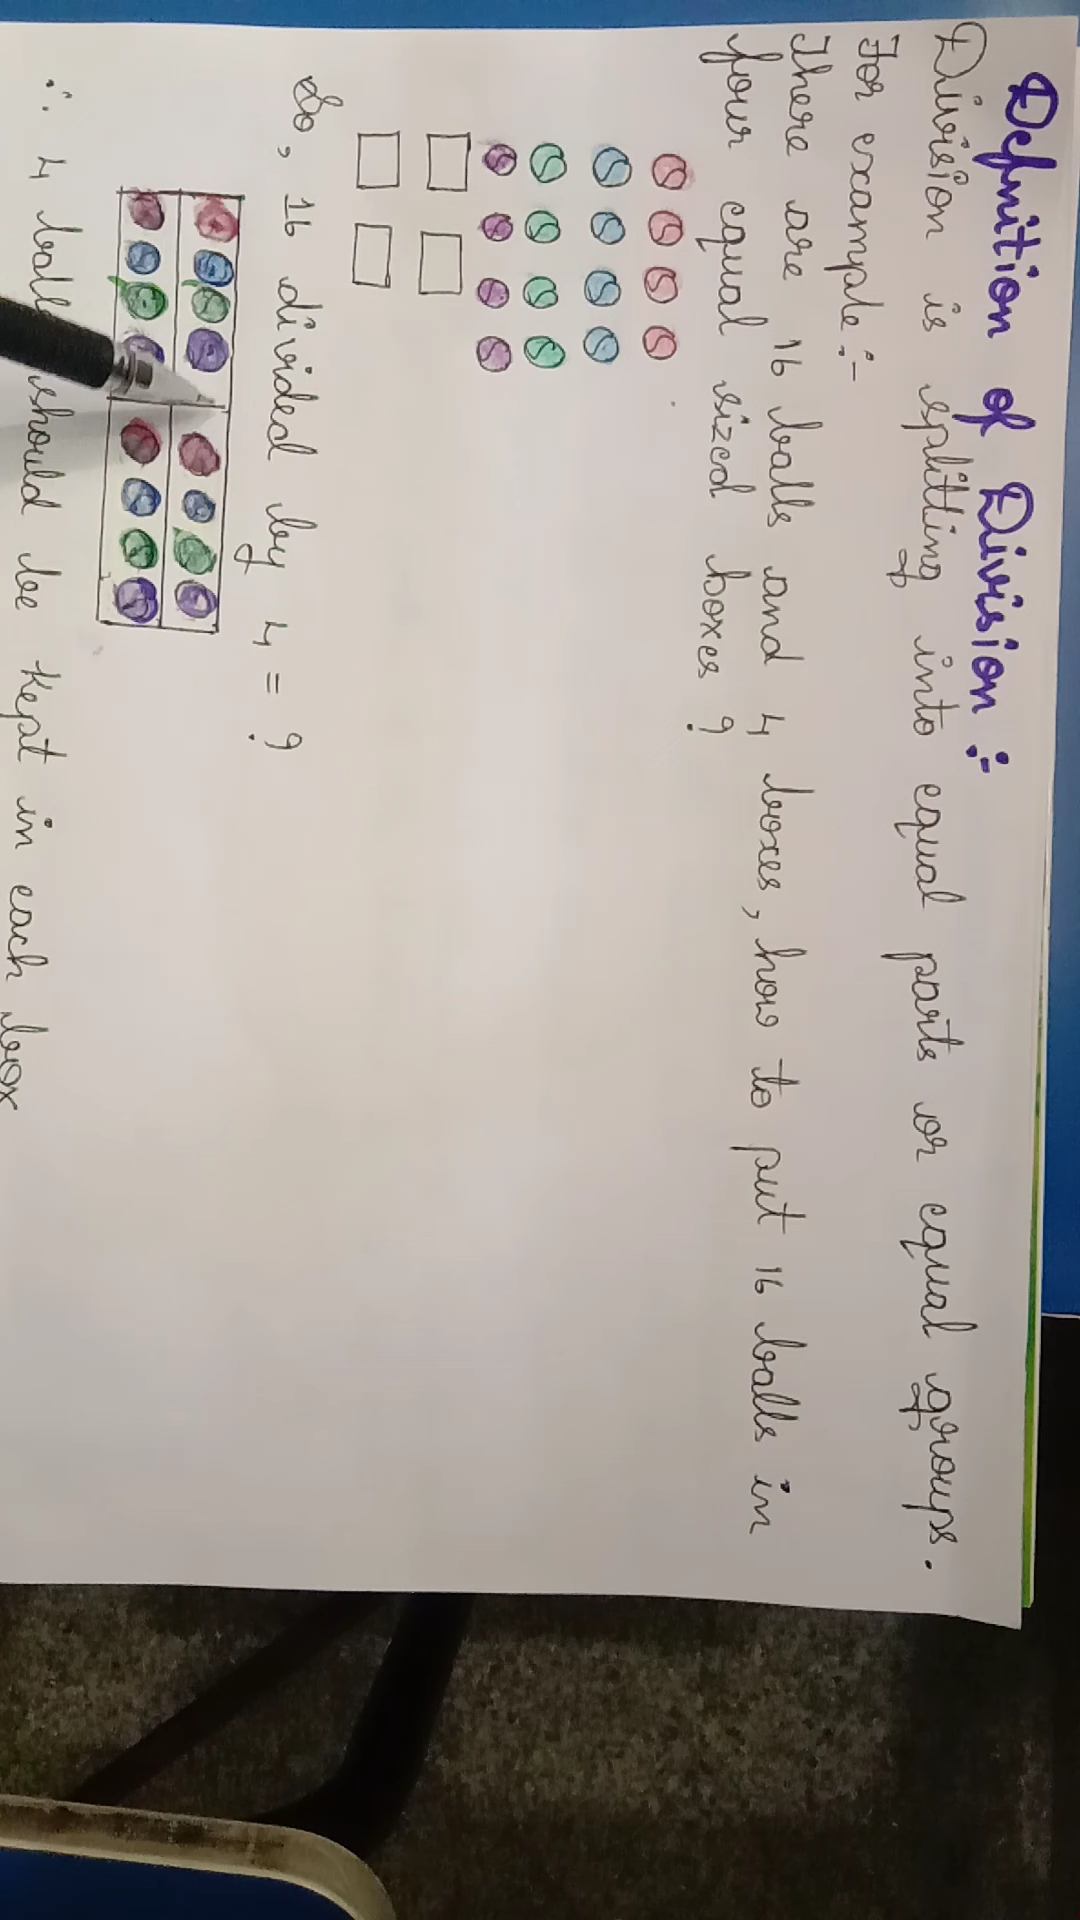 Defnition of Division :-
Division is splitting into equal parts or equal groups.
For example :-
There are 16 balls and 4 boxes, how to put 16 balls in
four equal sized boxes ?
So, 16 divided by 4 = ?
∴ 4 balls should be kept in each box